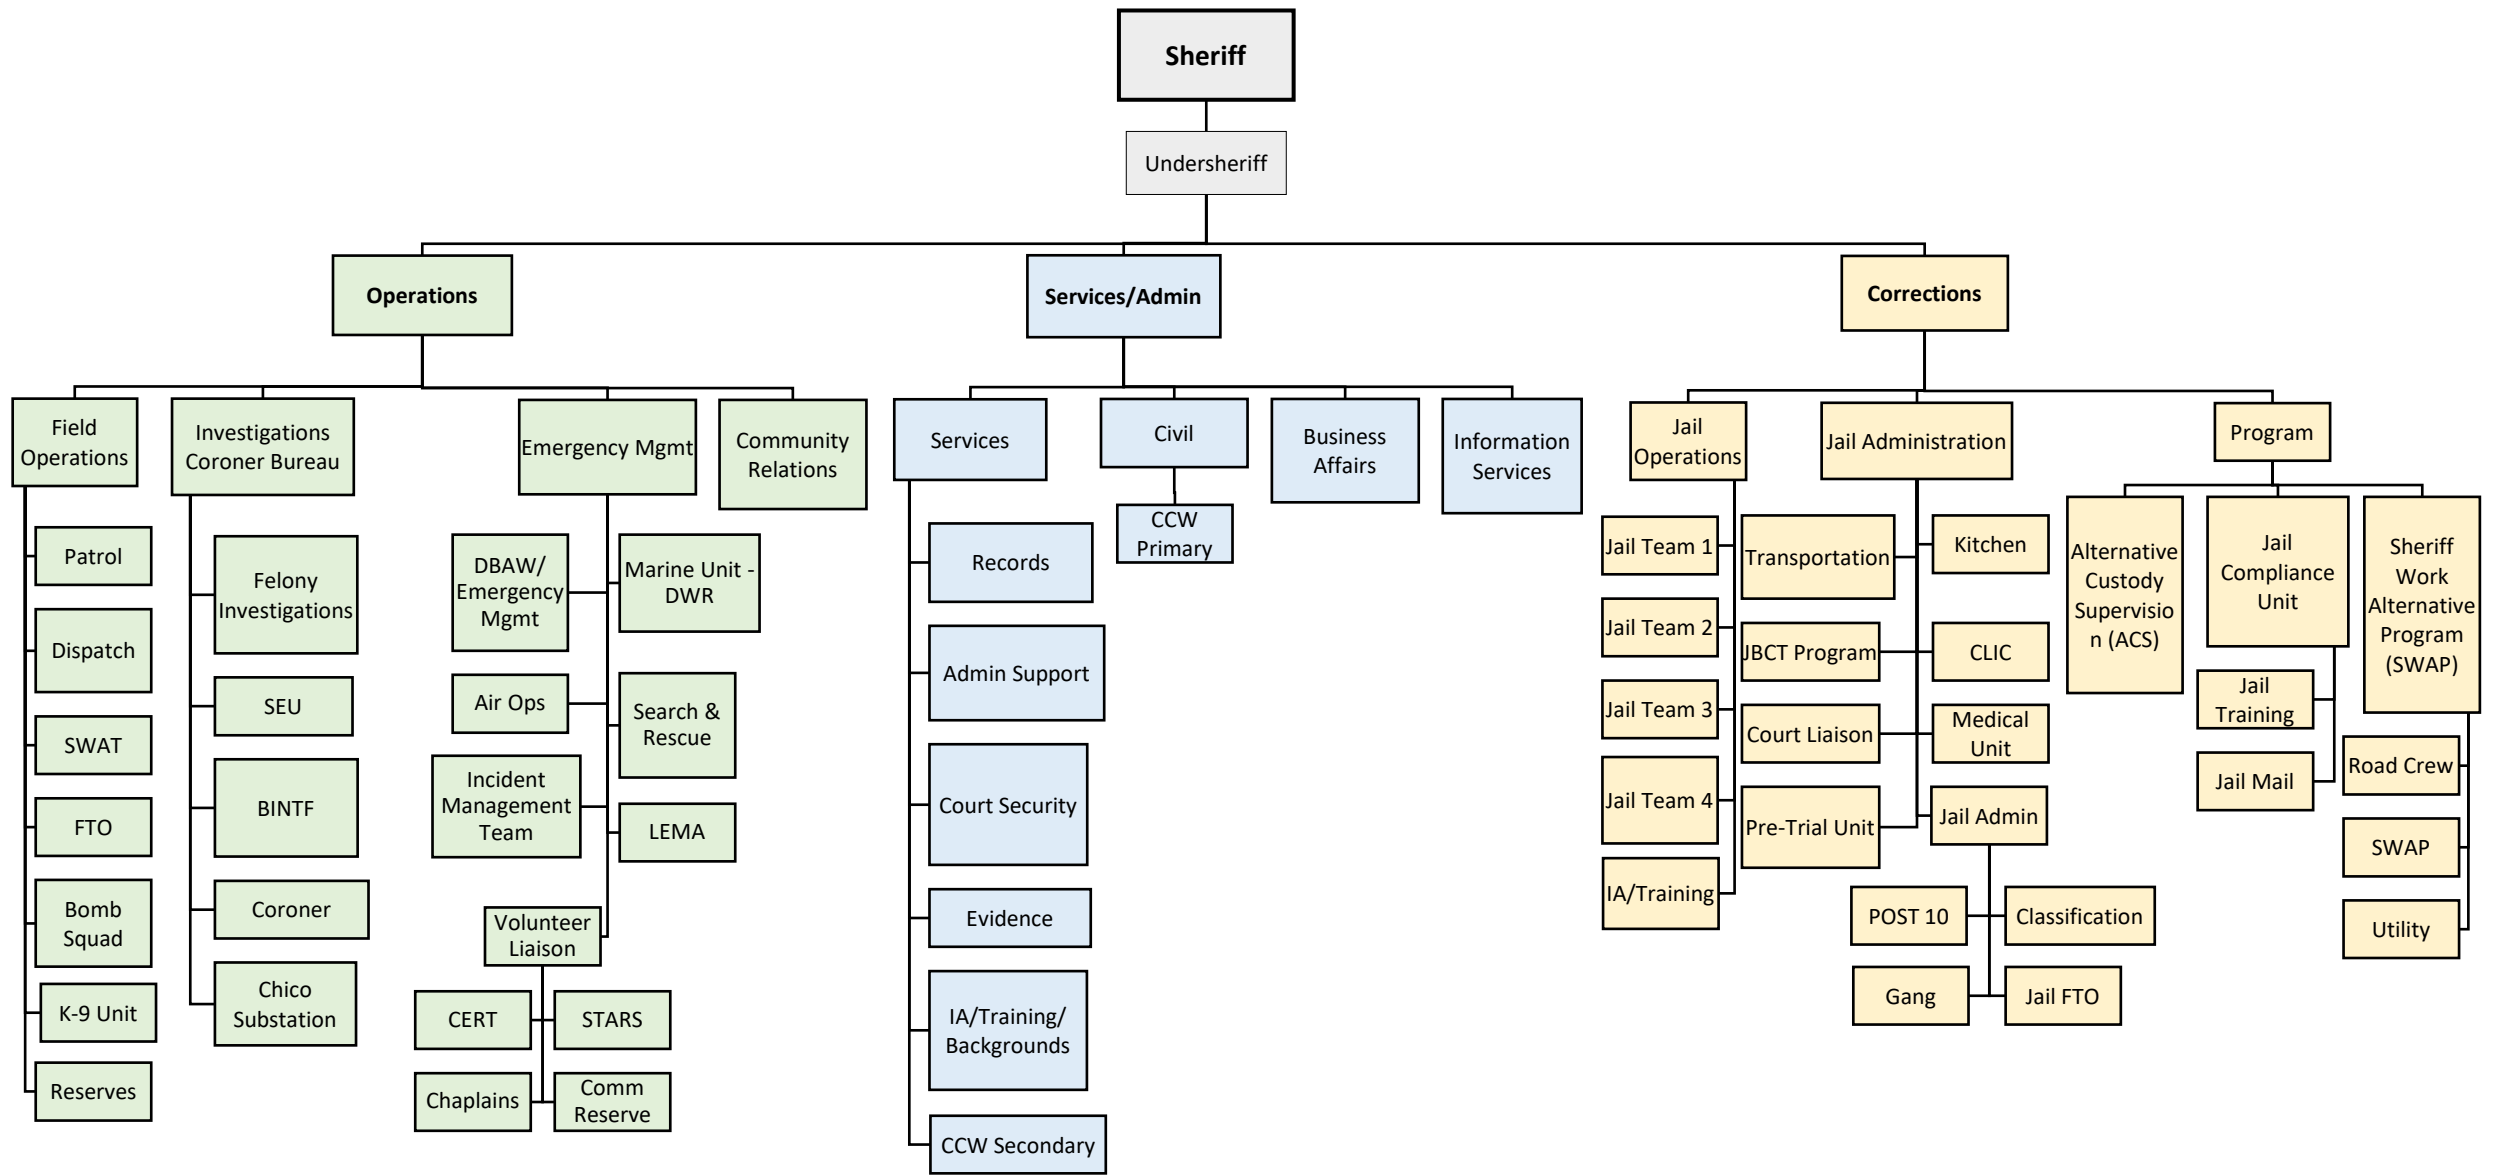 Sheriff
Undersheriff
Operations
Services/Admin
Corrections
Field
Operations
Investigations
Coroner Bureau
Emergency Mgmt
Community
Relations
Services
Civil
Business
Affairs
Information
Services
Jail
Operations
Jail Administration
Program
Patrol
Dispatch
SWAT
FTO
Bomb
Squad
K-9 Unit
Reserves
Felony
Investigations
SEU
BINTF
Coroner
Chico
Substation
DBAW/
Emergency
Mgmt
Marine Unit -
DWR
Air Ops
Search &
Rescue
Incident
Management
Team
LEMA
Volunteer
Liaison
CERT
STARS
Chaplains
Comm
Reserve
Records
Admin Support
Court Security
Evidence
IA/Training/
Backgrounds
CCW Secondary
CCW
Primary
Jail Team 1
Jail Team 2
Jail Team 3
Jail Team 4
IA/Training
Transportation
Kitchen
JBCT Program
CLIC
Court Liaison
Medical
Unit
Pre-Trial Unit
Jail Admin
POST 10
Classification
Gang
Jail FTO
Alternative
Custody
Supervisio
n (ACS)
Jail
Compliance
Unit
Jail
Training
Jail Mail
Sheriff
Work
Alternative
Program
(SWAP)
Road Crew
SWAP
Utility